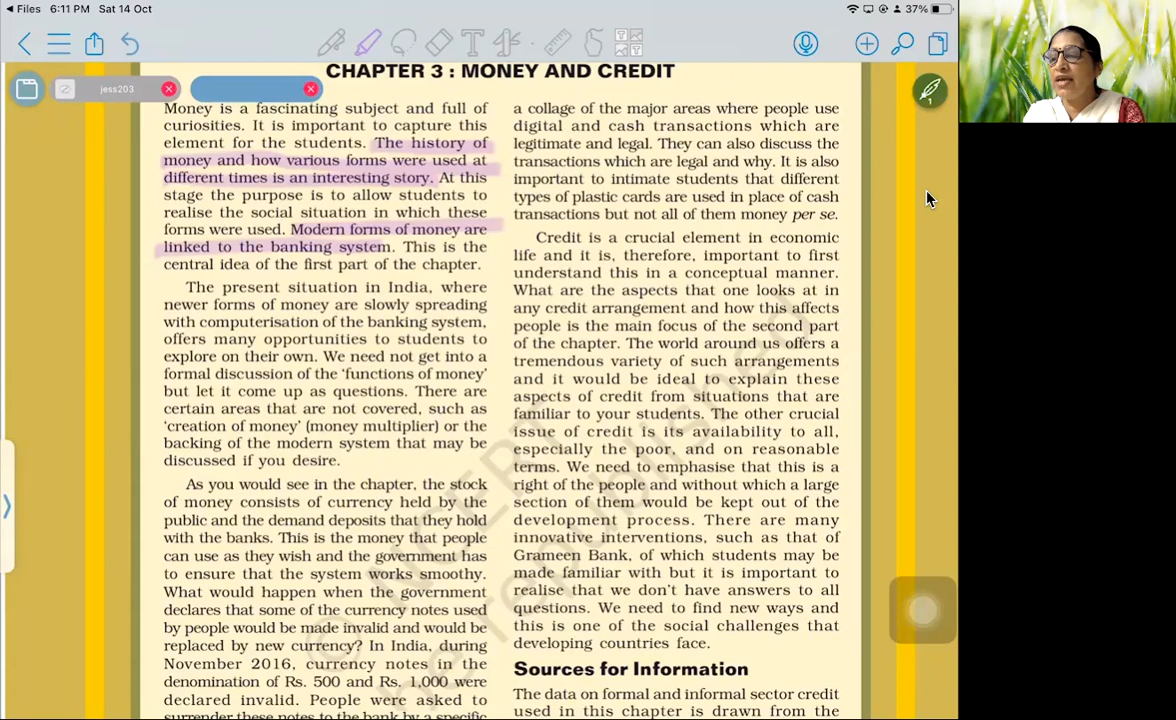 Files 6:11 PM Sat 14 Oct
37%
jess203
1
CHAPTER 3 : MONEY AND CREDIT
Money is a fascinating subject and full of
curiosities. It is important to capture this
element for the students. The history of
money and how various forms were used at
different times is an interesting story. At this
stage the purpose is to allow students to
realise the social situation in which these
forms were used. Modern forms of money are
linked to the banking system. This is the
central idea of the first part of the chapter.
The present situation in India, where
newer forms of money are slowly spreading
with computerisation of the banking system,
offers many opportunities to students to
explore on their own. We need not get into a
formal discussion of the ‘functions of money’
but let it come up as questions. There are
certain areas that are not covered, such as
‘creation of money’ (money multiplier) or the
backing of the modern system that may be
discussed if you desire.
As you would see in the chapter, the stock
of money consists of currency held by the
public and the demand deposits that they hold
with the banks. This is the money that people
can use as they wish and the government has
to ensure that the system works smoothy.
What would happen when the government
declares that some of the currency notes used
by people would be made invalid and would be
replaced by new currency? In India, during
November 2016, currency notes in the
denomination of Rs. 500 and Rs. 1,000 were
declared invalid. People were asked to
surrender these notes to the bank by a specific
a collage of the major areas where people use
digital and cash transactions which are
legitimate and legal. They can also discuss the
transactions which are legal and why. It is also
important to intimate students that different
types of plastic cards are used in place of cash
transactions but not all of them money per se.
Credit is a crucial element in economic
life and it is, therefore, important to first
understand this in a conceptual manner.
What are the aspects that one looks at in
any credit arrangement and how this affects
people is the main focus of the second part
of the chapter. The world around us offers a
tremendous variety of such arrangements
and it would be ideal to explain these
aspects of credit from situations that are
familiar to your students. The other crucial
issue of credit is its availability to all,
especially the poor, and on reasonable
terms. We need to emphasise that this is a
right of the people and without which a large
section of them would be kept out of the
development process. There are many
innovative interventions, such as that of
Grameen Bank, of which students may be
made familiar with but it is important to
realise that we don't have answers to all
questions. We need to find new ways and
this is one of the social challenges that
developing countries face.
Sources for Information
The data on formal and informal sector credit
used in this chapter is drawn from the
© NCERT
be republished